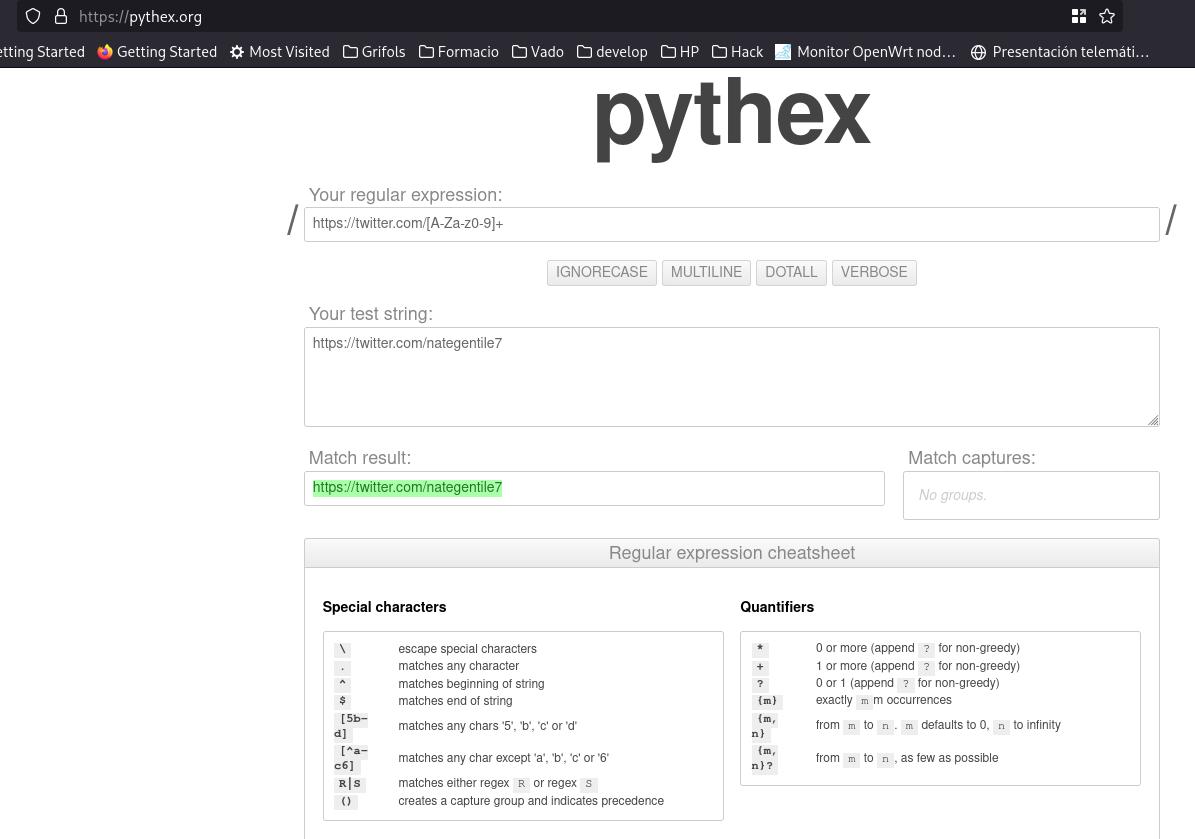 https://pythex.org
etting Started Getting Started Most Visited Grifols Formacio Vado develop HP Hack Monitor OpenWrt nod… Presentación telemáti…
pythex
Your regular expression:
/ https://twitter.com/[A-Za-z0-9]+ /
IGNORECASE MULTILINE DOTALL VERBOSE
Your test string:
https://twitter.com/nategentile7
Match result: Match captures:
https://twitter.com/nategentile7 No groups.
Regular expression cheatsheet
Special characters
\ escape special characters
. matches any character
^ matches beginning of string
$ matches end of string
[5b-
d] matches any chars '5', 'b', 'c' or 'd'
[^a-
c6] matches any char except 'a', 'b', 'c' or '6'
R|S matches either regex R or regex S
() creates a capture group and indicates precedence
Quantifiers
* 0 or more (append ? for non-greedy)
+ 1 or more (append ? for non-greedy)
? 0 or 1 (append ? for non-greedy)
{m} exactly m m occurrences
{m,
n} from m to n. m defaults to 0, n to infinity
{m,
n}? from m to n, as few as possible